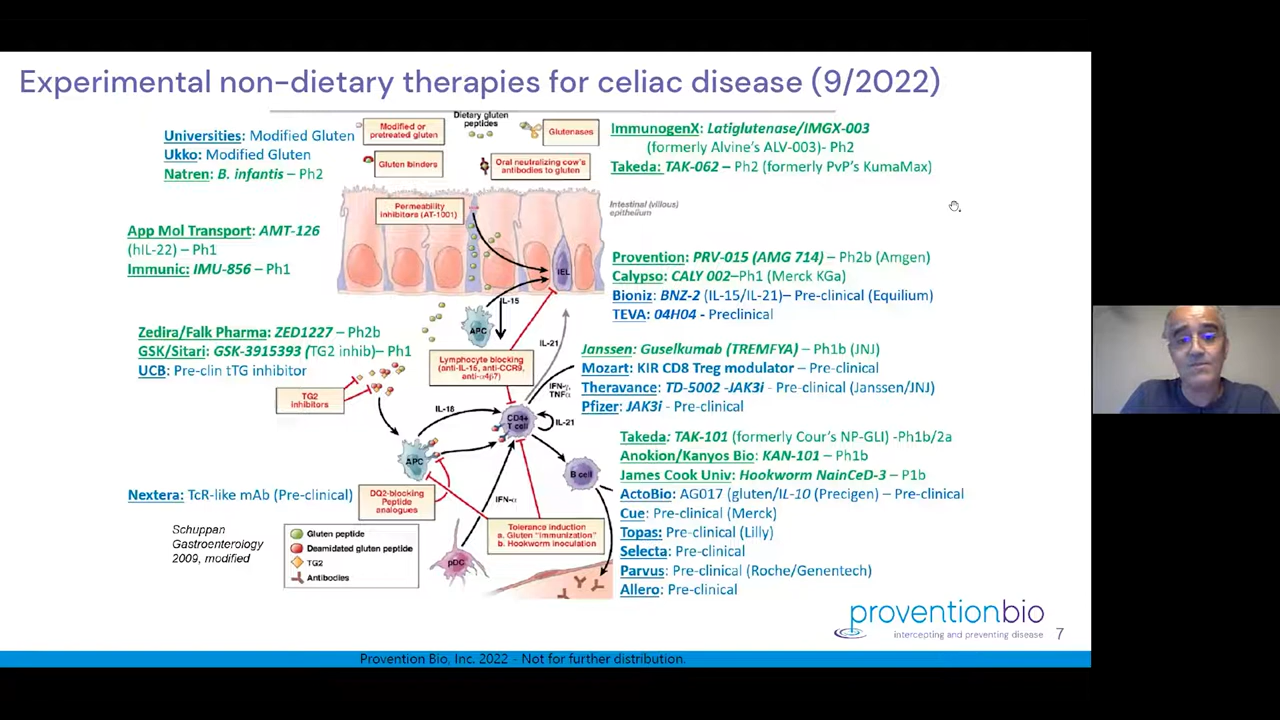 Experimental non-dietary therapies for celiac disease (9/2022)
Universities: Modified Gluten
Ukko: Modified Gluten
Natren: B. infantis – Ph2
Modified or
pretreated gluten
Dietary gluten
peptides
Glutenases
Gluten binders
Oral neutralizing cow's
antibodies to gluten
ImmunogenX: Latiglutenase/IMGX-003
(formerly Alvine's ALV-003)- Ph2
Takeda: TAK-062 – Ph2 (formerly PvP's KumaMax)
Permeability
inhibitors (AT-1001)
Intestinal (villous)
epithelium
App Mol Transport: AMT-126
(hIL-22) – Ph1
Immunic: IMU-856 – Ph1
IEL
Provention: PRV-015 (AMG 714) – Ph2b (Amgen)
Calypso: CALY 002–Ph1 (Merck KGa)
Bioniz: BNZ-2 (IL-15/IL-21)– Pre-clinical (Equilium)
TEVA: 04H04 - Preclinical
IL-15
APC
IL-21
Zedira/Falk Pharma: ZED1227 – Ph2b
GSK/Sitari: GSK-3915393 (TG2 inhib)– Ph1
UCB: Pre-clin tTG inhibitor
Lymphocyte blocking
(anti-IL-15, anti-CCR9,
anti-α4β7)
Janssen: Guselkumab (TREMFYA) – Ph1b (JNJ)
Mozart: KIR CD8 Treg modulator – Pre-clinical
Theravance: TD-5002 -JAK3i - Pre-clinical (Janssen/JNJ)
Pfizer: JAK3i - Pre-clinical
TG2
inhibitors
IFN-γ,
TNFα
IL-18
CD4+
T cell
IL-21
APC
B cell
Takeda: TAK-101 (formerly Cour's NP-GLI) -Ph1b/2a
Anokion/Kanyos Bio: KAN-101 – Ph1b
James Cook Univ: Hookworm NainCeD-3 – P1b
ActoBio: AG017 (gluten/IL-10 (Precigen) – Pre-clinical
Cue: Pre-clinical (Merck)
Topas: Pre-clinical (Lilly)
Selecta: Pre-clinical
Parvus: Pre-clinical (Roche/Genentech)
Allero: Pre-clinical
Nextera: TcR-like mAb (Pre-clinical)
DQ2-blocking
Peptide
analogues
IFN-α
Schuppan
Gastroenterology
2009, modified
Gluten peptide
Deamidated gluten peptide
TG2
Antibodies
pDC
Tolerance induction
a. Gluten "immunization"
b. Hookworm inoculation
proventionbio
intercepting and preventing disease
7
Provention Bio, Inc. 2022 - Not for further distribution.